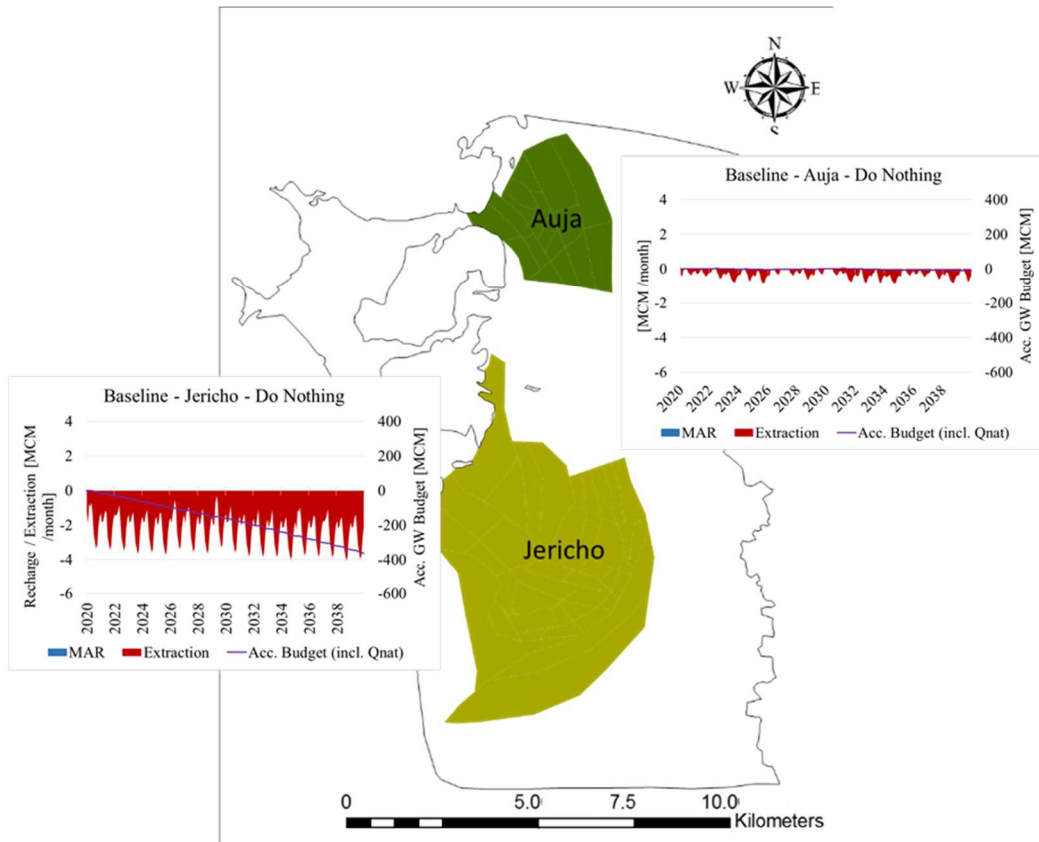 N
W E
S
Auja
Baseline - Auja - Do Nothing
[MCM /month]
4
2
0
-2
-4
-6
400
200
0
-200
-400
-600
Acc. GW Budget [MCM]
2020 2022 2024 2026 2028 2030 2032 2034 2036 2038
MAR Extraction Acc. Budget (incl. Qnat)
Baseline - Jericho - Do Nothing
Recharge / Extraction [MCM
/month]
4
2
0
-2
-4
-6
400
200
0
-200
-400
-600
Acc. GW Budget [MCM]
2020 2022 2024 2026 2028 2030 2032 2034 2036 2038
MAR Extraction Acc. Budget (incl. Qnat)
Jericho
0 5.0 7.5 10.0
Kilometers